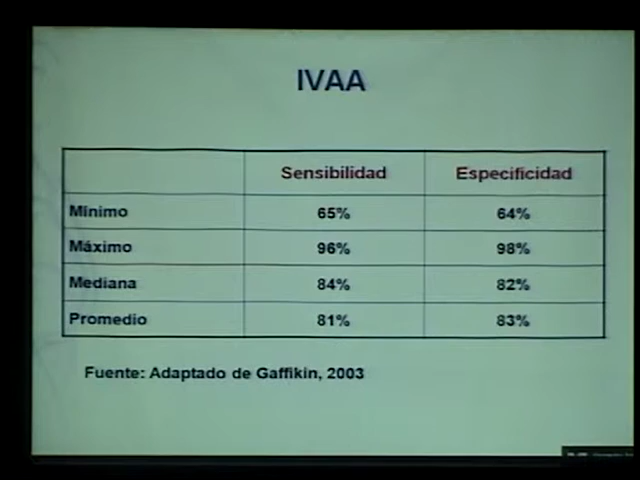 IVAA
Sensibilidad Especificidad
Mínimo 65% 64%
Máximo 96% 98%
Mediana 84% 82%
Promedio 81% 83%
Fuente: Adaptado de Gaffikin, 2003